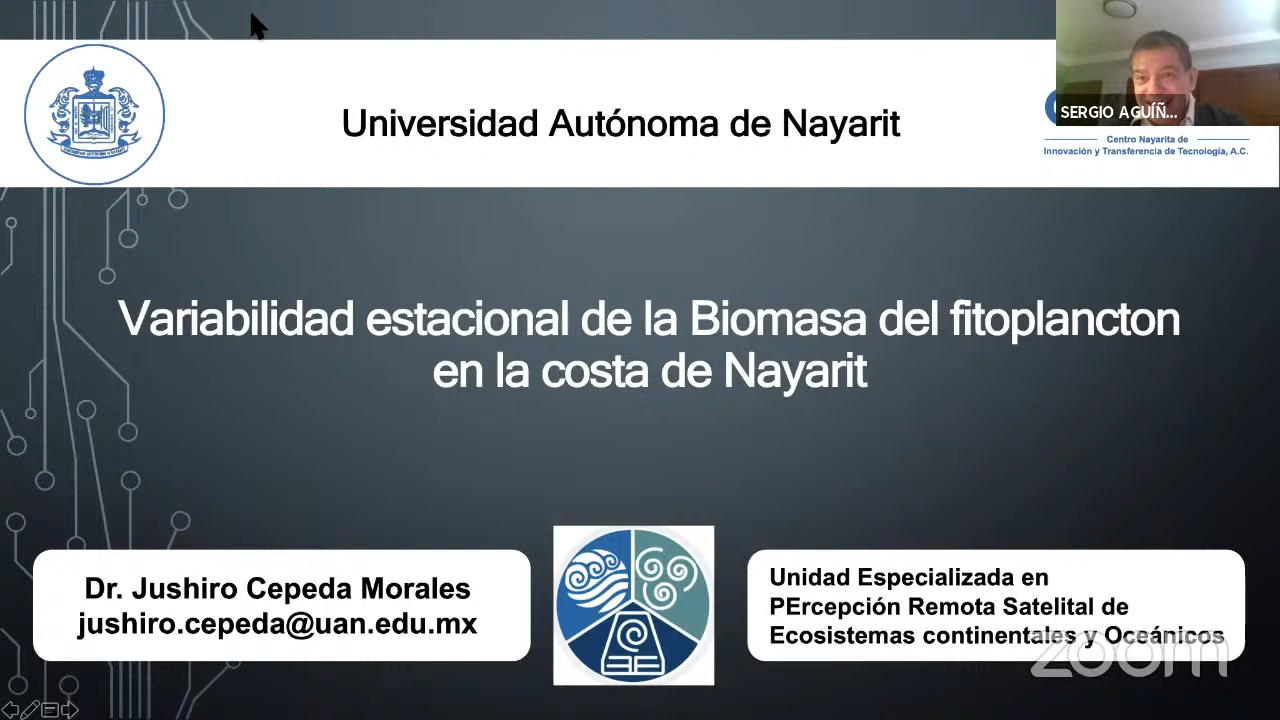 Universidad Autónoma de Nayarit
SERGIO AGUÍÑ...
Centro Nayarita de
Innovación y Transferencia de Tecnología, A.C.
Variabilidad estacional de la Biomasa del fitoplancton
en la costa de Nayarit
Dr. Jushiro Cepeda Morales
jushiro.cepeda@uan.edu.mx
Unidad Especializada en
PErcepción Remota Satelital de
Ecosistemas continentales y Oceánicos
zoom